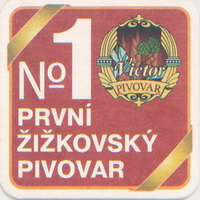 №1
Victor
PIVOVAR
PRVNÍ
ŽIŽKOVSKÝ
PIVOVAR